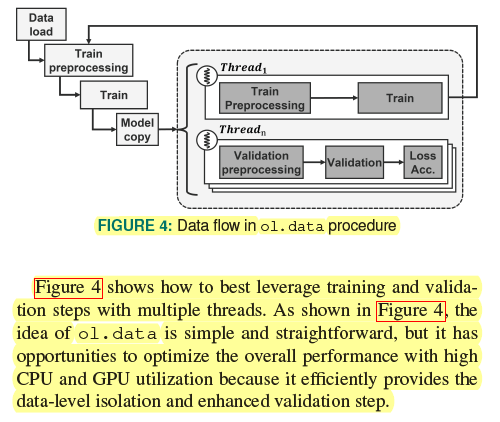 Data
load
Train
preprocessing
Train
Model
copy
Thread1
Train
Preprocessing
Train
Threadn
Validation
preprocessing
Validation
Loss
Acc.
FIGURE 4: Data flow in ol.data procedure
Figure 4 shows how to best leverage training and valida-
tion steps with multiple threads. As shown in Figure 4, the
idea of ol.data is simple and straightforward, but it has
opportunities to optimize the overall performance with high
CPU and GPU utilization because it efficiently provides the
data-level isolation and enhanced validation step.